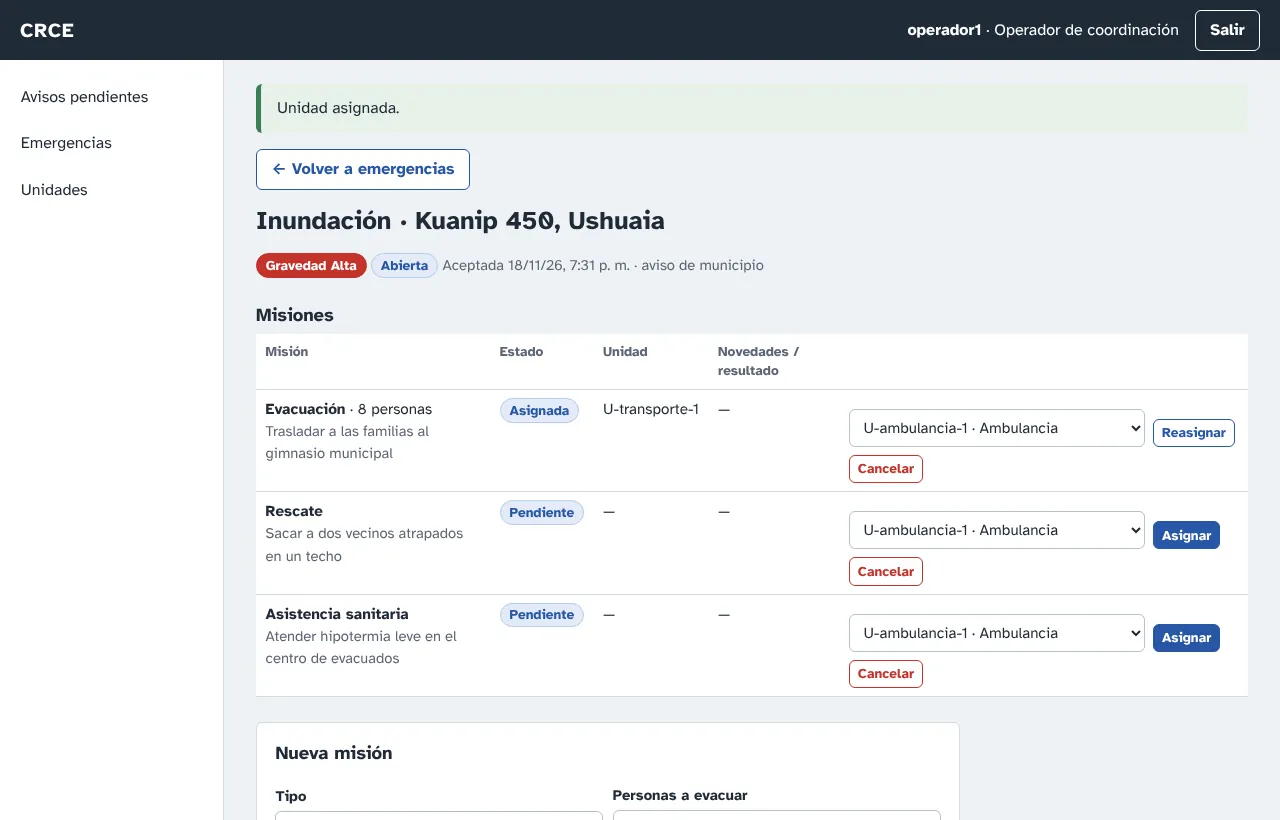 CRCE
operador1 · Operador de coordinación
Salir
Avisos pendientes
Emergencias
Unidades
Unidad asignada.
← Volver a emergencias
Inundación · Kuanip 450, Ushuaia
Gravedad Alta
Abierta
Aceptada 18/11/26, 7:31 p. m. · aviso de municipio
Misiones
Misión
Estado
Unidad
Novedades /
resultado
Evacuación · 8 personas
Trasladar a las familias al
gimnasio municipal
Asignada
U-transporte-1
—
U-ambulancia-1 · Ambulancia
Reasignar
Cancelar
Rescate
Sacar a dos vecinos atrapados
en un techo
Pendiente
—
—
U-ambulancia-1 · Ambulancia
Asignar
Cancelar
Asistencia sanitaria
Atender hipotermia leve en el
centro de evacuados
Pendiente
—
—
U-ambulancia-1 · Ambulancia
Asignar
Cancelar
Nueva misión
Tipo
Personas a evacuar